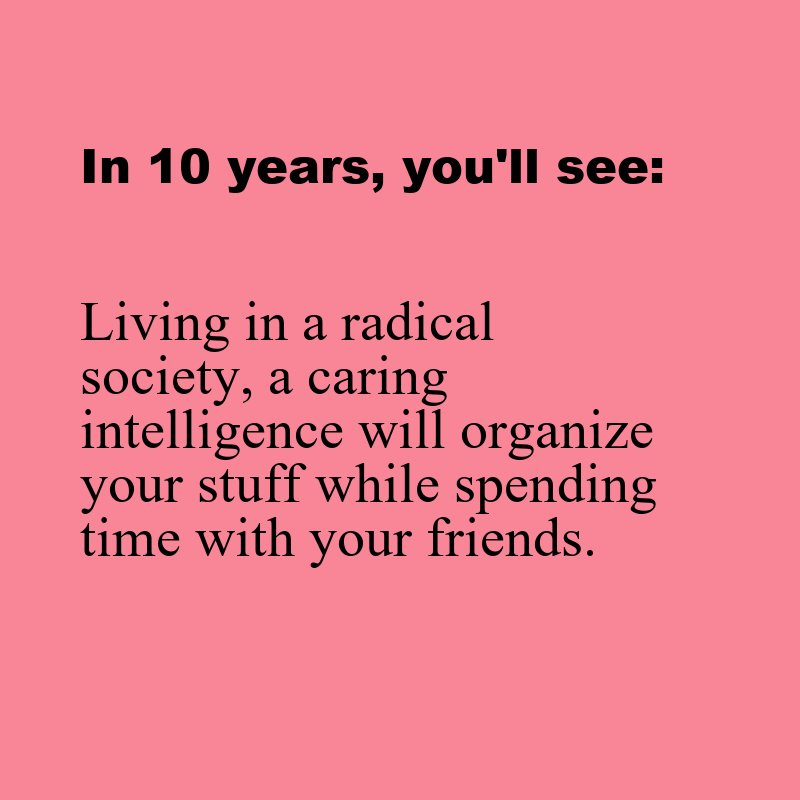 In 10 years, you'll see:
Living in a radical
society, a caring
intelligence will organize
your stuff while spending
time with your friends.